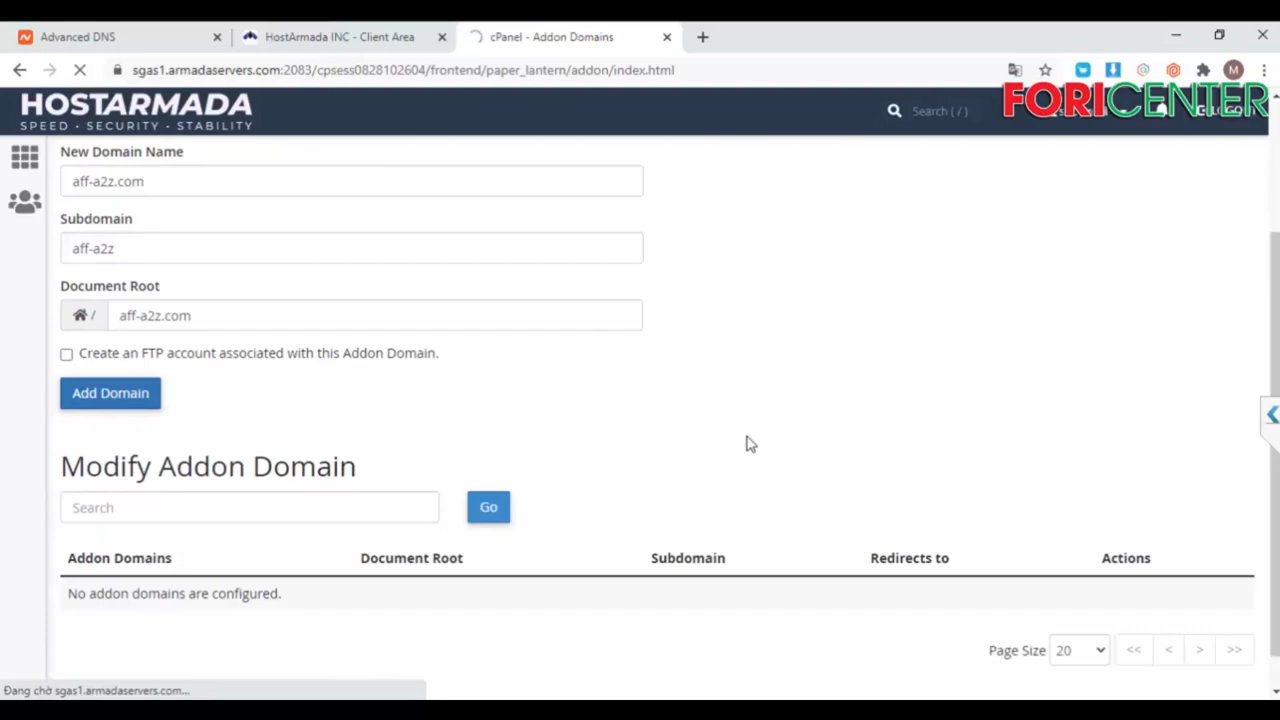 Advanced DNS
HostArmada INC - Client Area
cPanel - Addon Domains
sgas1.armadaservers.com:2083/cpsess0828102604/frontend/paper_lantern/addon/index.html
M
HOSTARMADA
SPEED - SECURITY - STABILITY
Search ( / )
FORICENTER
New Domain Name
aff-a2z.com
Subdomain
aff-a2z
Document Root
/ aff-a2z.com
Create an FTP account associated with this Addon Domain.
Add Domain
Modify Addon Domain
Search
Go
Addon Domains Document Root Subdomain Redirects to Actions
No addon domains are configured.
Page Size 20 << < > >>
Đang chờ sgas1.armadaservers.com...